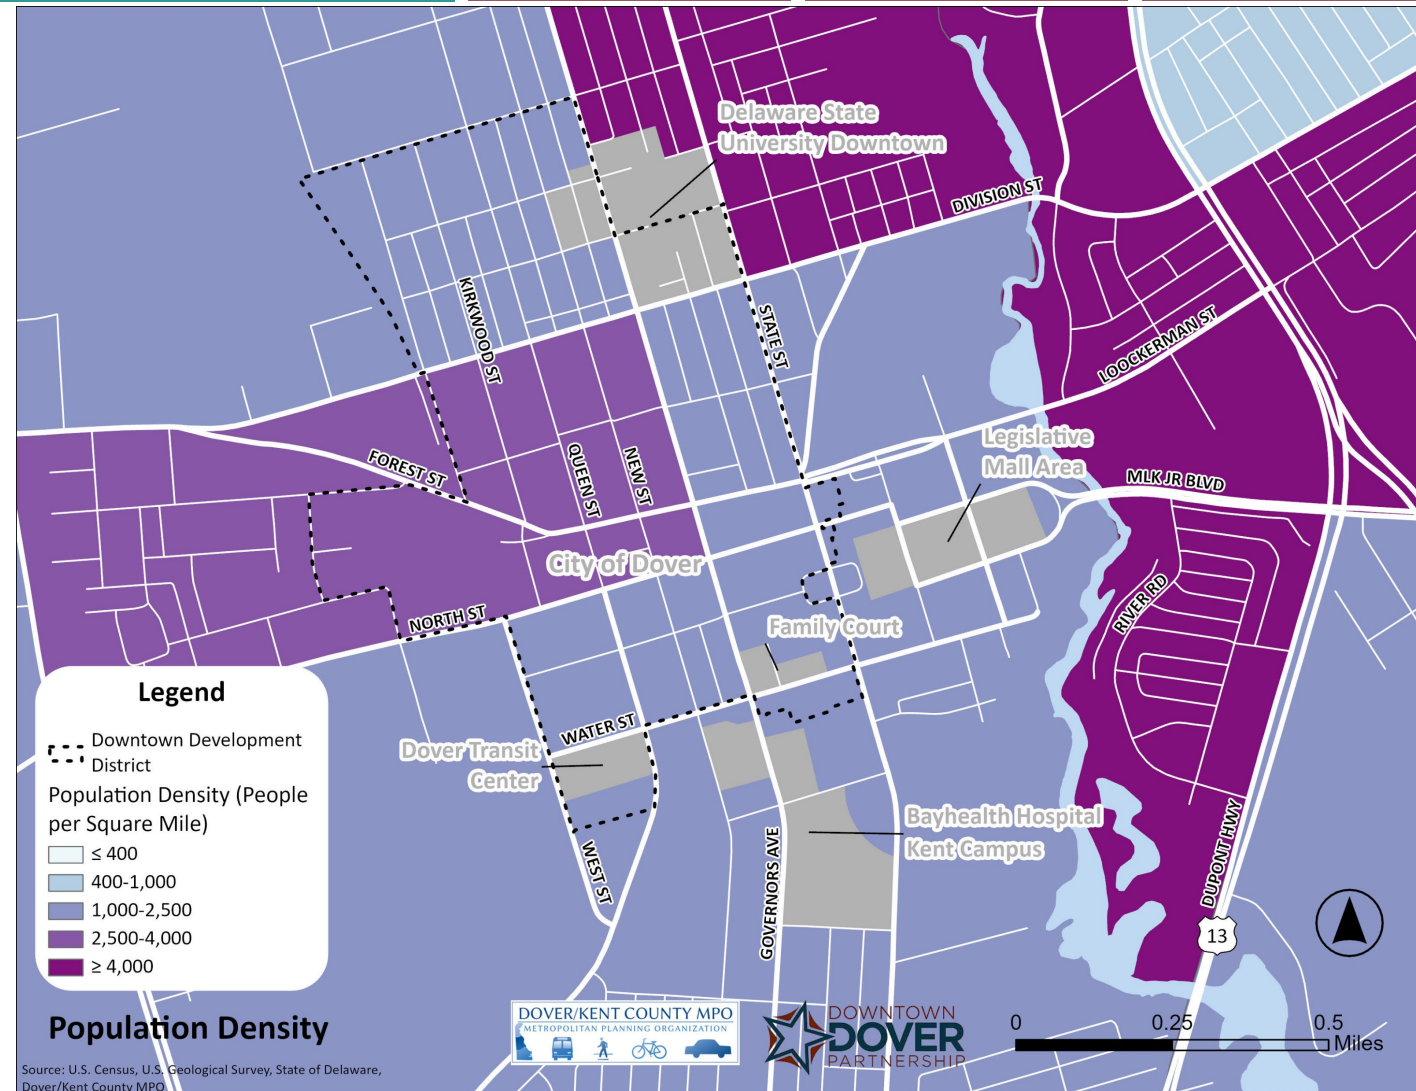 Delaware State
University Downtown
DIVISION ST
KIRKWOOD ST
STATE ST
LOOCKERMAN ST
Legislative
Mall Area
MLK JR BLVD
FOREST ST
QUEEN ST
NEW ST
City of Dover
RIVER RD
NORTH ST
Family Court
WATER ST
Dover Transit
Center
Bayhealth Hospital
Kent Campus
WEST ST
GOVERNORS AVE
DUPONT HWY
13
Legend
Downtown Development
District
Population Density (People
per Square Mile)
≤ 400
400-1,000
1,000-2,500
2,500-4,000
≥ 4,000
Population Density
Source: U.S. Census, U.S. Geological Survey, State of Delaware,
Dover/Kent County MPO
DOVER/KENT COUNTY MPO
METROPOLITAN PLANNING ORGANIZATION
DOWNTOWN
DOVER
PARTNERSHIP
0 0.25 0.5
Miles